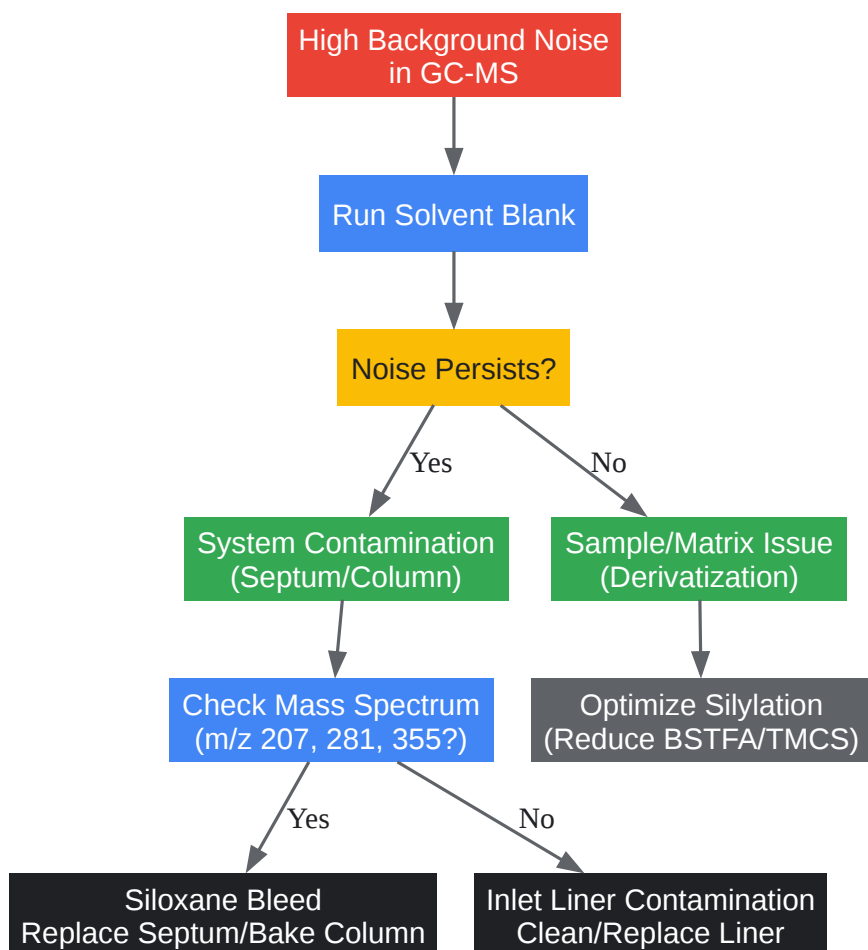 High Background Noise
in GC-MS
Run Solvent Blank
Noise Persists?
Yes
No
System Contamination
(Septum/Column)
Sample/Matrix Issue
(Derivatization)
Check Mass Spectrum
(m/z 207, 281, 355?)
Optimize Silylation
(Reduce BSTFA/TMCS)
Yes
No
Siloxane Bleed
Replace Septum/Bake Column
Inlet Liner Contamination
Clean/Replace Liner